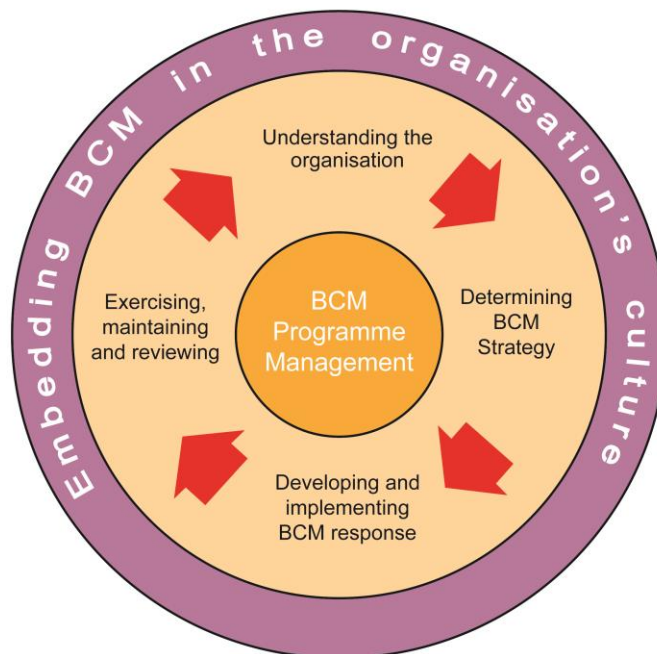 Embedding BCM in the organisation's culture
Understanding the
organisation
Determining
BCM
Strategy
Developing and
implementing
BCM response
Exercising,
maintaining
and reviewing
BCM
Programme
Management